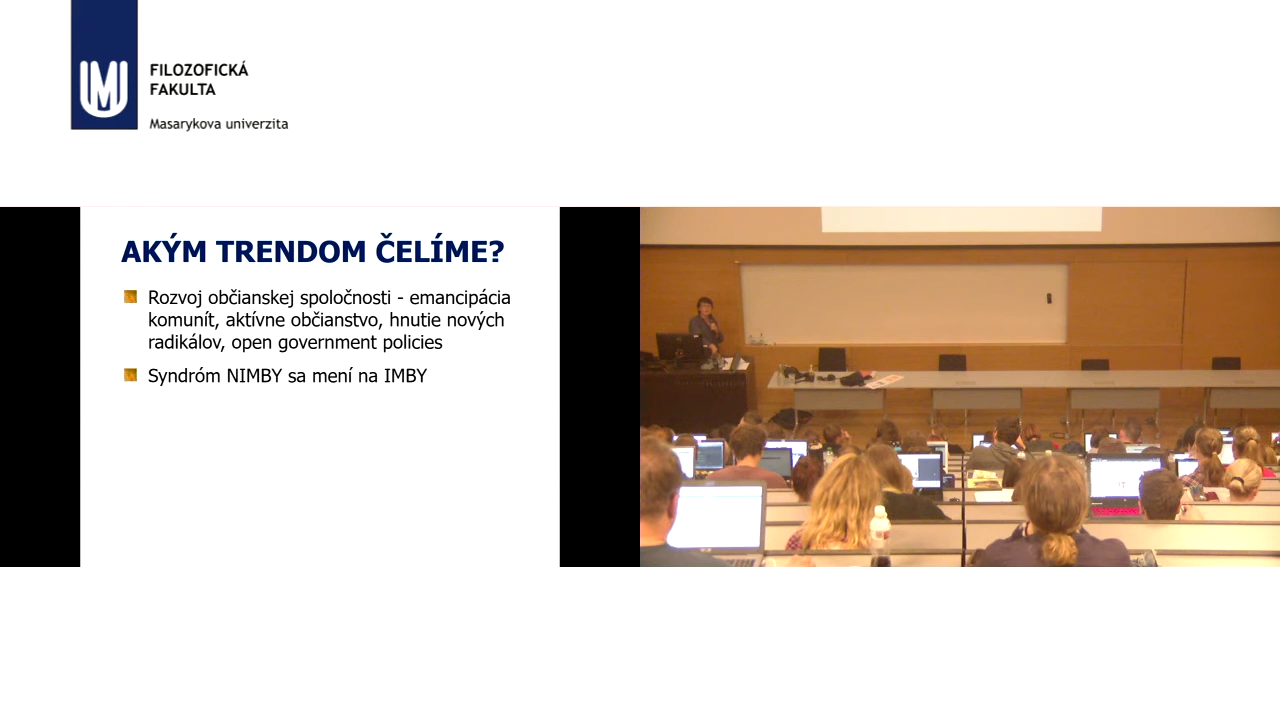 FILOZOFICKÁ
FAKULTA
Masarykova univerzita
AKÝM TRENDOM ČELÍME?
Rozvoj občianskej spoločnosti - emancipácia
komunít, aktívne občianstvo, hnutie nových
radikálov, open government policies
Syndróm NIMBY sa mení na IMBY